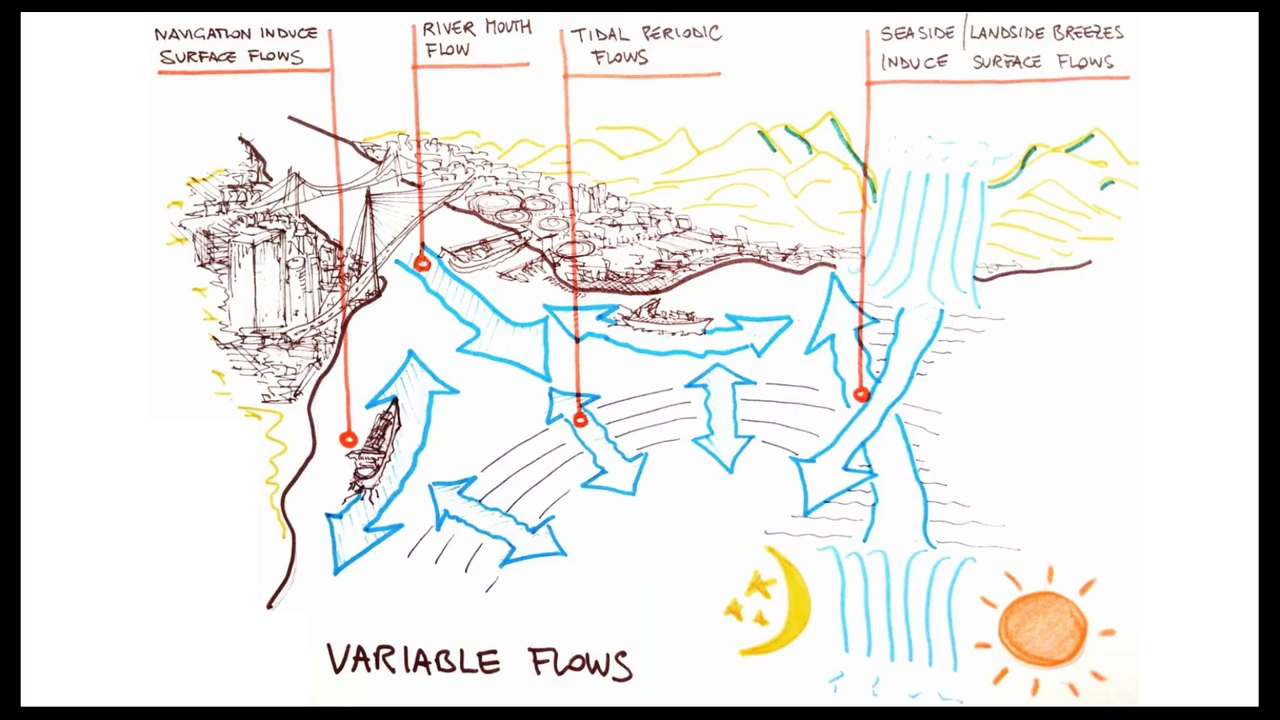 NAVIGATION INDUCE
SURFACE FLOWS
RIVER MOUTH
FLOW
TIDAL PERIODIC
FLOWS
SEASIDE / LANDSIDE BREEZES
INDUCE SURFACE FLOWS
VARIABLE FLOWS